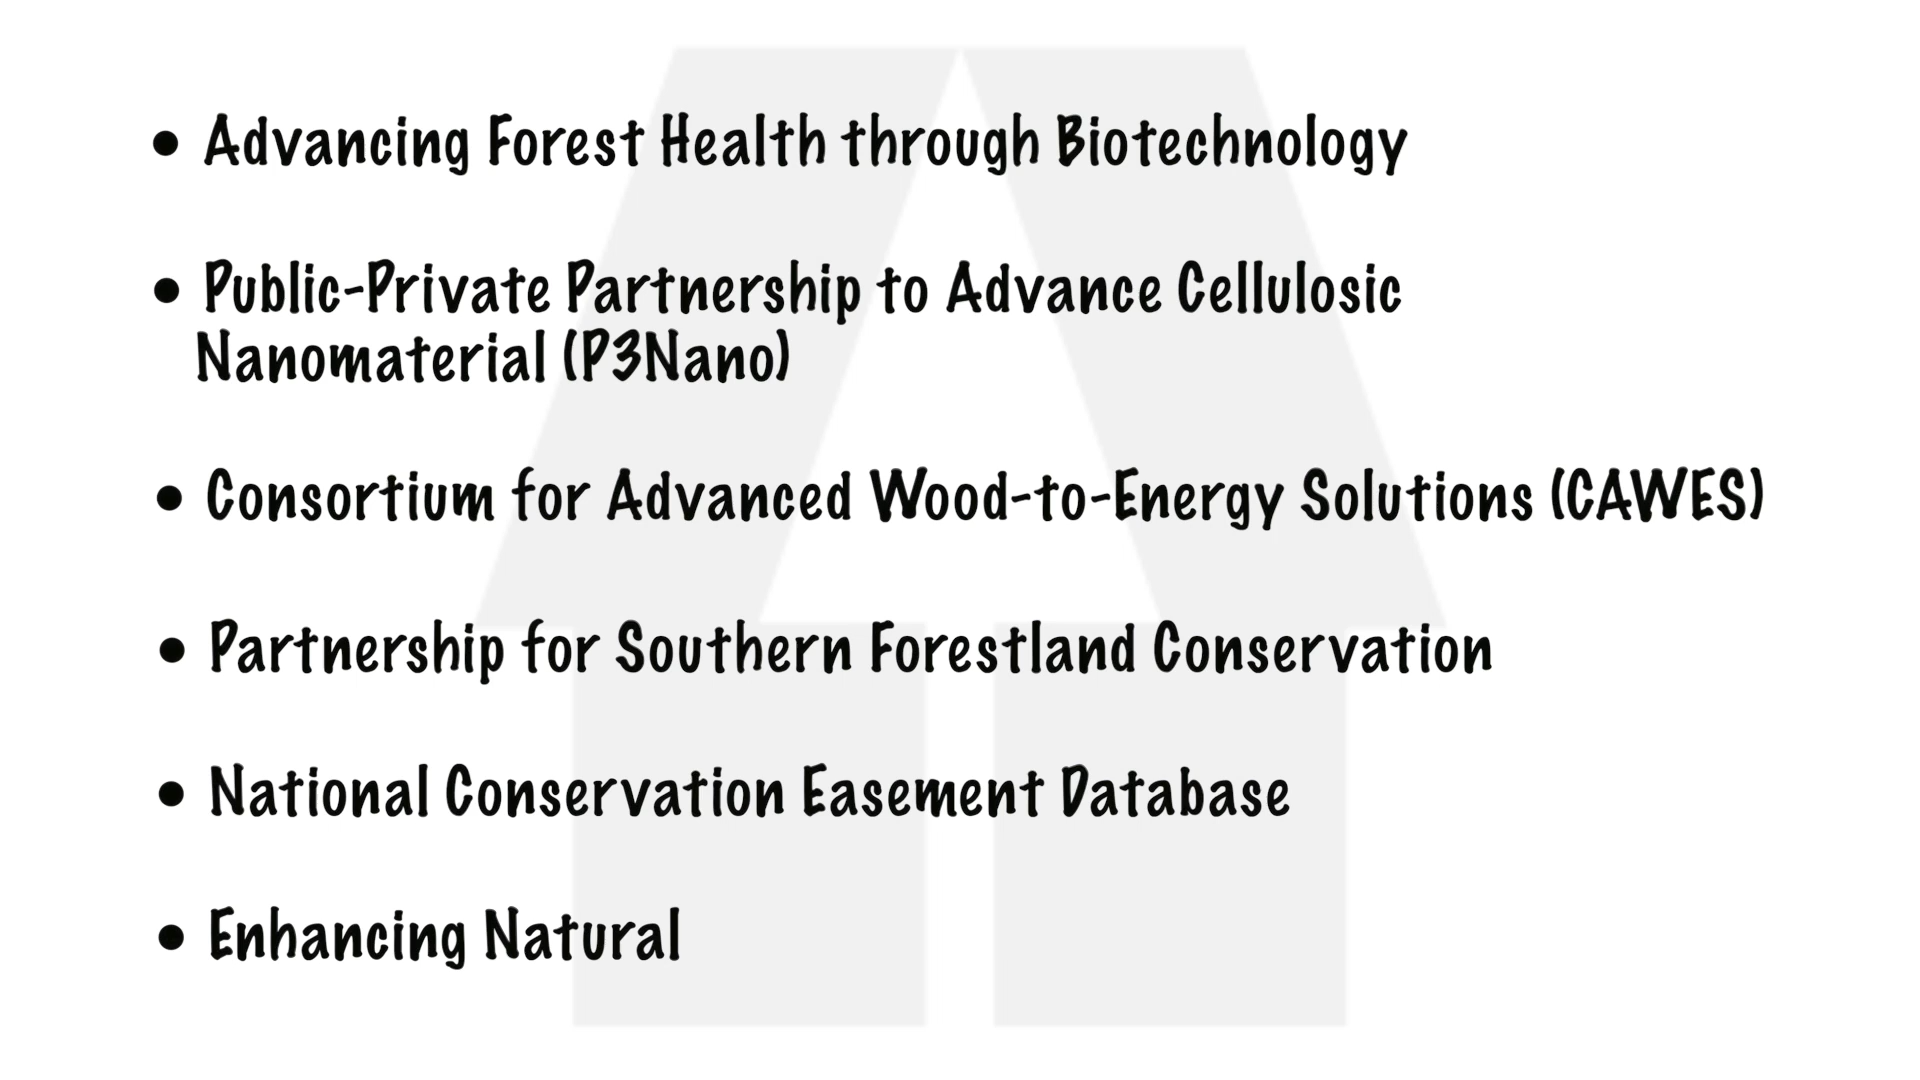 • Advancing Forest Health through Biotechnology
• Public-Private Partnership to Advance Cellulosic
Nanomaterial (P3Nano)
• Consortium for Advanced Wood-to-Energy Solutions (CAWES)
• Partnership for Southern Forestland Conservation
• National Conservation Easement Database
• Enhancing Natural